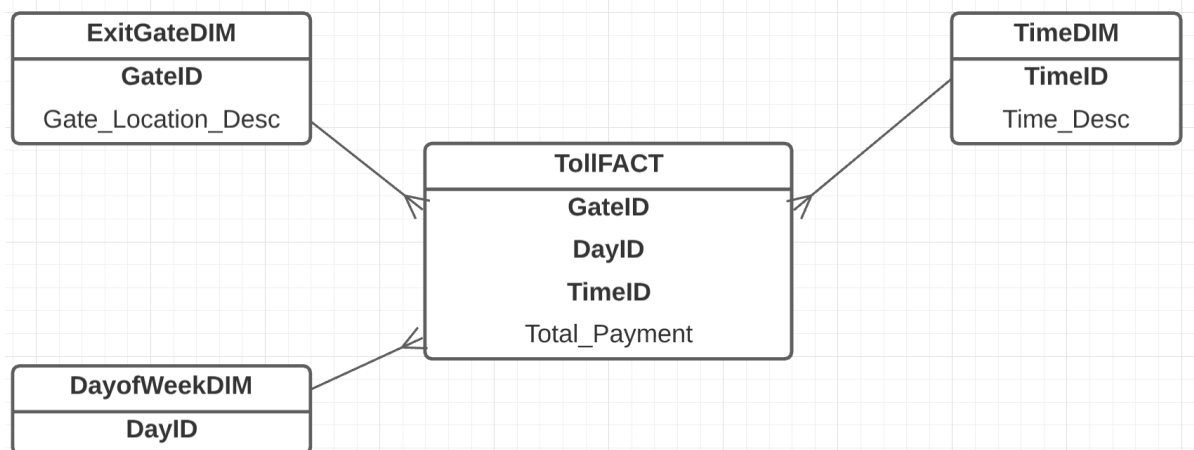 ExitGateDIM
GateID
Gate_Location_Desc
TimeDIM
TimeID
Time_Desc
TollFACT
GateID
DayID
TimeID
Total_Payment
DayofWeekDIM
DayID